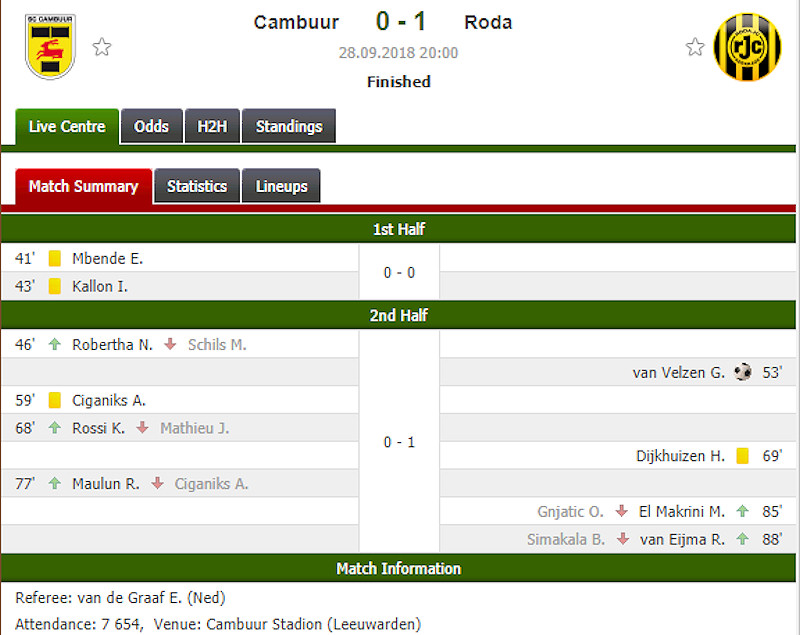 SC CAMBUUR
Cambuur 0 - 1 Roda
28.09.2018 20:00
Finished
RODA JC
rJC
KERKRADE
Live Centre Odds H2H Standings
Match Summary Statistics Lineups
1st Half
41' Mbende E.
0 - 0
43' Kallon I.
2nd Half
46' Robertha N. Schils M.
van Velzen G. 53'
59' Ciganiks A.
68' Rossi K. Mathieu J.
0 - 1
Dijkhuizen H. 69'
77' Maulun R. Ciganiks A.
Gnjatic O. El Makrini M. 85'
Simakala B. van Eijma R. 88'
Match Information
Referee: van de Graaf E. (Ned)
Attendance: 7 654, Venue: Cambuur Stadion (Leeuwarden)